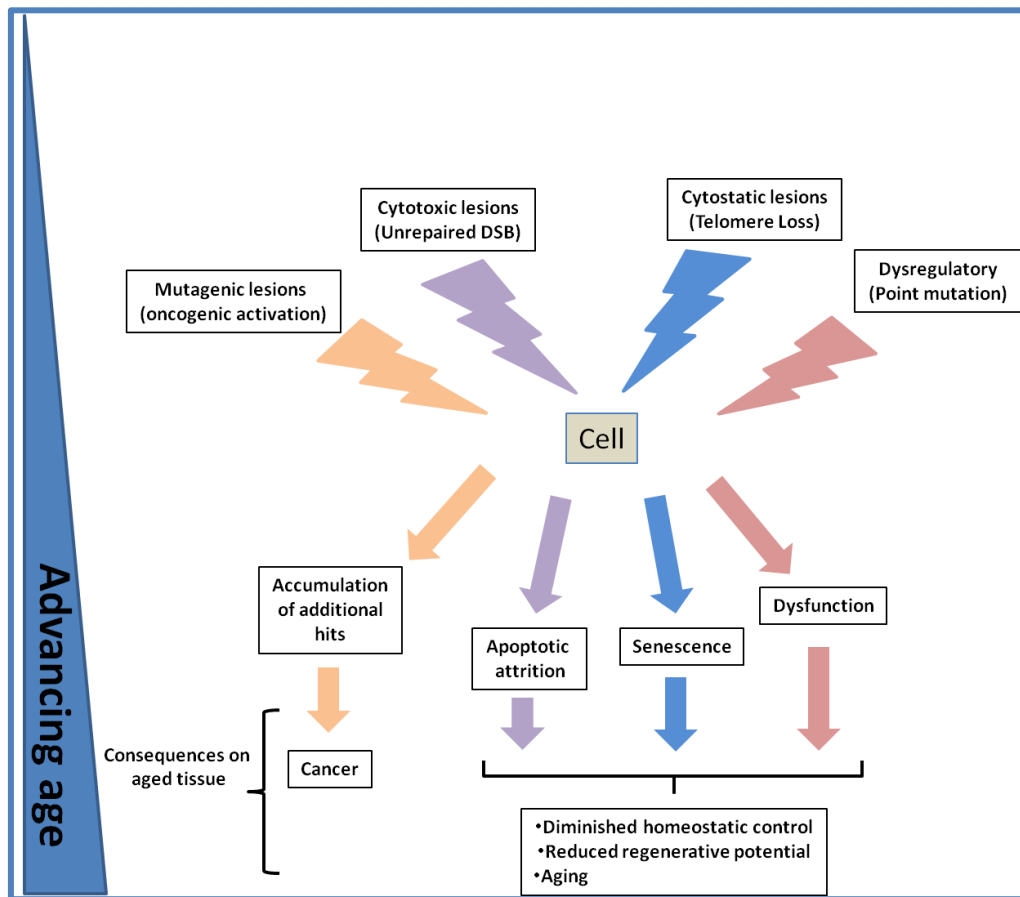 Cytotoxic lesions
(Unrepaired DSB)
Cytostatic lesions
(Telomere Loss)
Mutagenic lesions
(oncogenic activation)
Dysregulatory
(Point mutation)
Cell
Advancing age
Accumulation
of additional
hits
Apoptotic
attrition
Senescence
Dysfunction
Consequences on
aged tissue
Cancer
•Diminished homeostatic control
•Reduced regenerative potential
•Aging